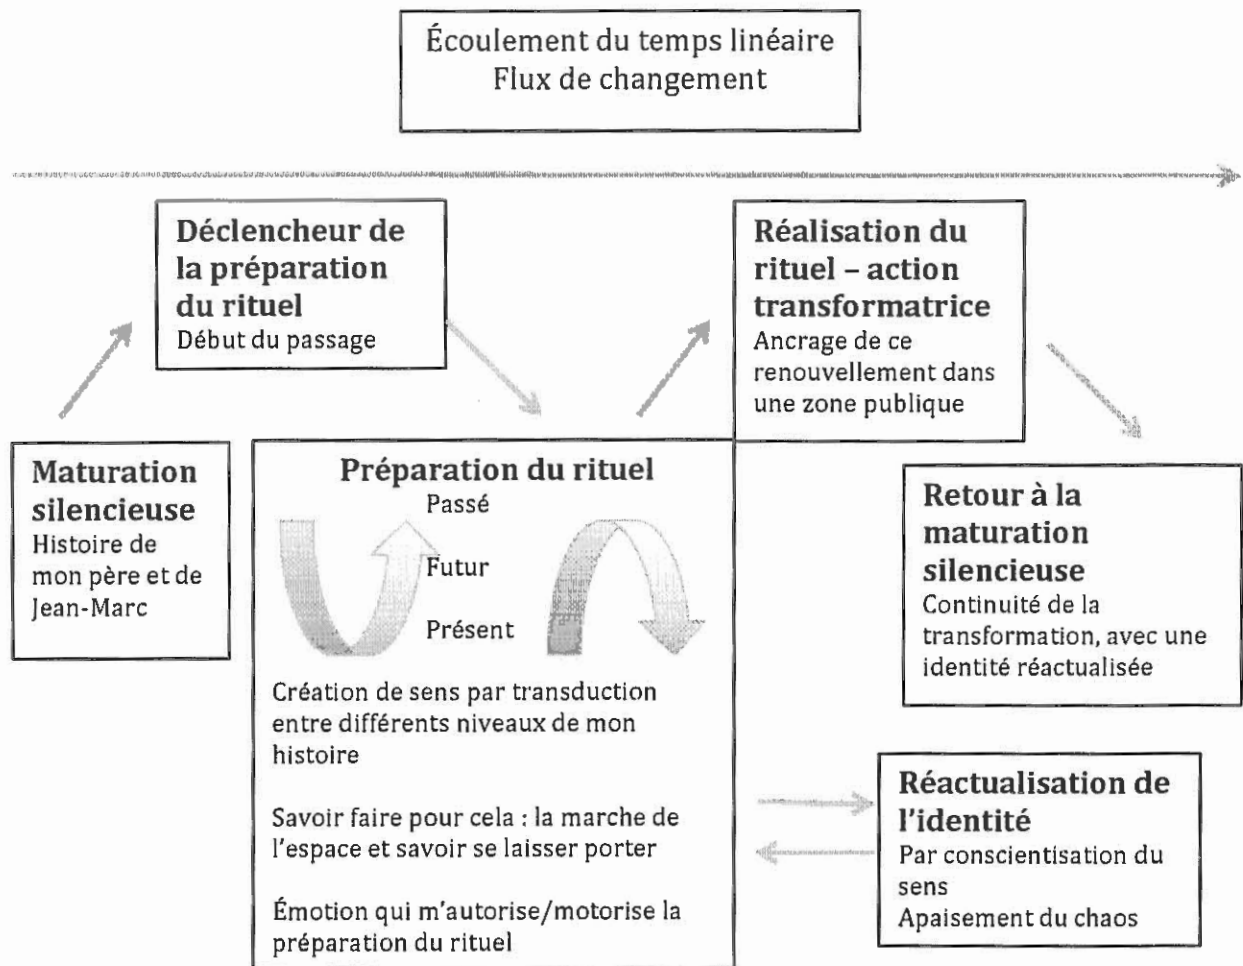 Écoulement du temps linéaire
Flux de changement
Déclencheur de
la préparation
du rituel
Début du passage
Réalisation du
rituel – action
transformatrice
Ancrage de ce
renouvellement dans
une zone publique
Maturation
silencieuse
Histoire de
mon père et de
Jean-Marc
Préparation du rituel
Passé
Futur
Présent
Création de sens par transduction
entre différents niveaux de mon
histoire
Savoir faire pour cela : la marche de
l'espace et savoir se laisser porter
Émotion qui m'autorise/motorise la
préparation du rituel
Retour à la
maturation
silencieuse
Continuité de la
transformation, avec une
identité réactualisée
Réactualisation de
l'identité
Par conscientisation du
sens
Apaisement du chaos